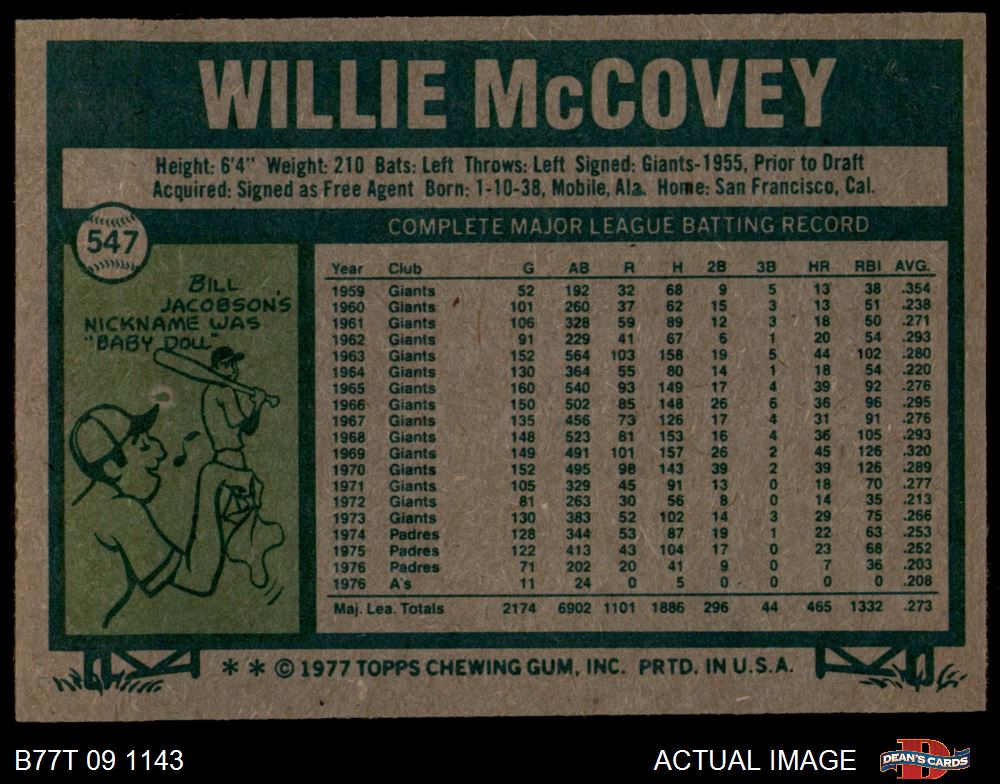 WILLIE McCOVEY
Height: 6'4" Weight: 210 Bats: Left Throws: Left Signed: Giants-1955, Prior to Draft
Acquired: Signed as Free Agent Born: 1-10-38, Mobile, Ala. Home: San Francisco, Cal.
547
COMPLETE MAJOR LEAGUE BATTING RECORD
BILL
JACOBSON'S
NICKNAME WAS
"BABY DOLL"
Year Club G AB R H 2B 3B HR RBI AVG.
1959 Giants 52 192 32 68 9 5 13 38 .354
1960 Giants 101 260 37 62 15 3 13 51 .238
1961 Giants 106 328 59 89 12 3 18 50 .271
1962 Giants 91 229 41 67 6 1 20 54 .293
1963 Giants 152 564 103 158 19 5 44 102 .280
1964 Giants 130 364 55 80 14 1 18 54 .220
1965 Giants 160 540 93 149 17 4 39 92 .276
1966 Giants 150 502 85 148 26 6 36 96 .295
1967 Giants 135 456 73 126 17 4 31 91 .276
1968 Giants 148 523 81 153 16 4 36 105 .293
1969 Giants 149 491 101 157 26 2 45 126 .320
1970 Giants 152 495 98 143 39 2 39 126 .289
1971 Giants 105 329 45 91 13 0 18 70 .277
1972 Giants 81 263 30 56 8 0 14 35 .213
1973 Giants 130 383 52 102 14 3 29 75 .266
1974 Padres 128 344 53 87 19 1 22 63 .253
1975 Padres 122 413 43 104 17 0 23 68 .252
1976 Padres 71 202 20 41 9 0 7 36 .203
1976 A's 11 24 0 5 0 0 0 0 .208
Maj. Lea. Totals 2174 6902 1101 1886 296 44 465 1332 .273
* * © 1977 TOPPS CHEWING GUM, INC. PRTD. IN U.S.A.
B77T 09 1143 ACTUAL IMAGE
DEAN'S CARDS